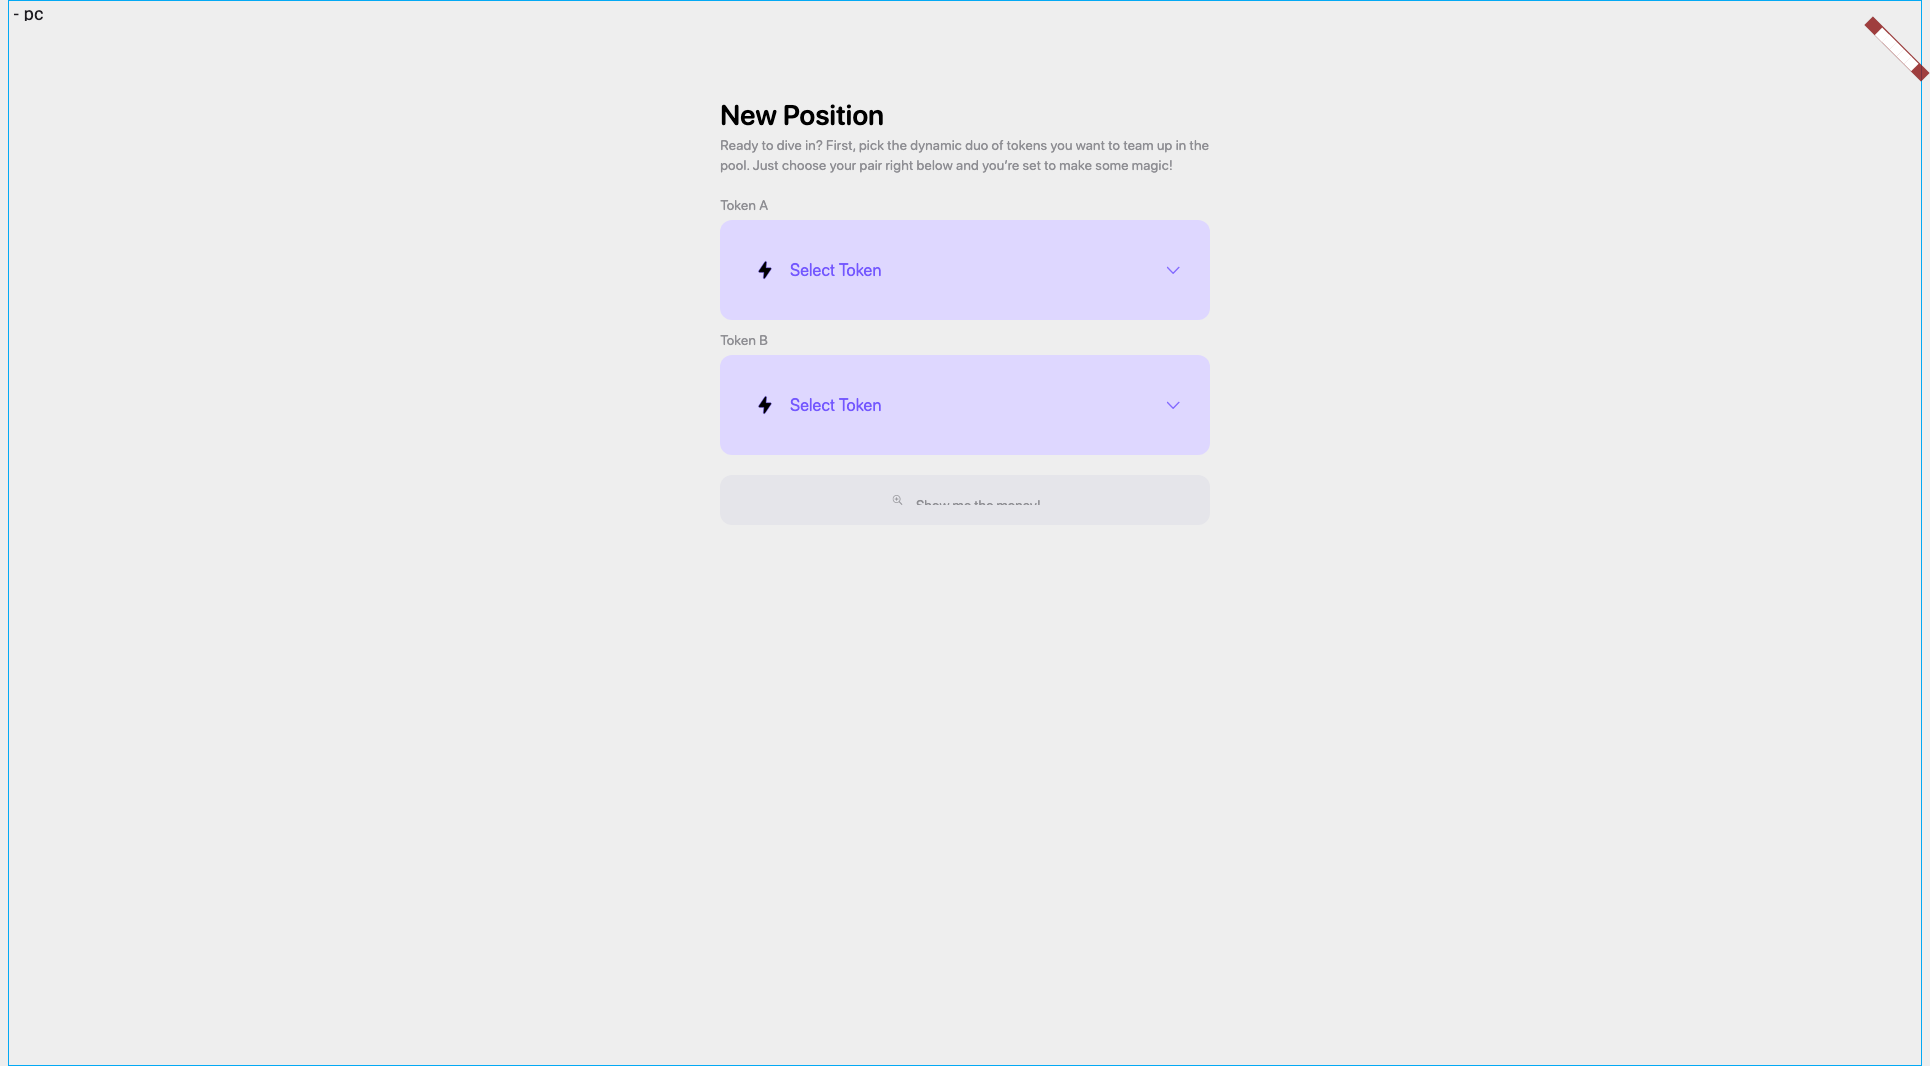 - pc
New Position
Ready to dive in? First, pick the dynamic duo of tokens you want to team up in the
pool. Just choose your pair right below and you’re set to make some magic!
Token A
Select Token
Token B
Select Token
Show me the money!